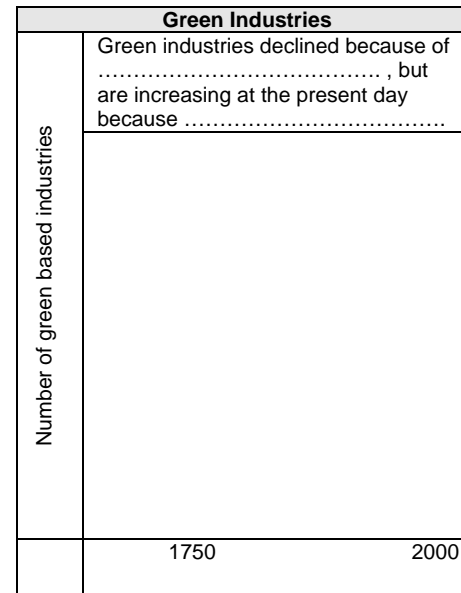 Green Industries
Green industries declined because of
…………………………………. , but
are increasing at the present day
because ……………………………….
Number of green based industries
1750 2000